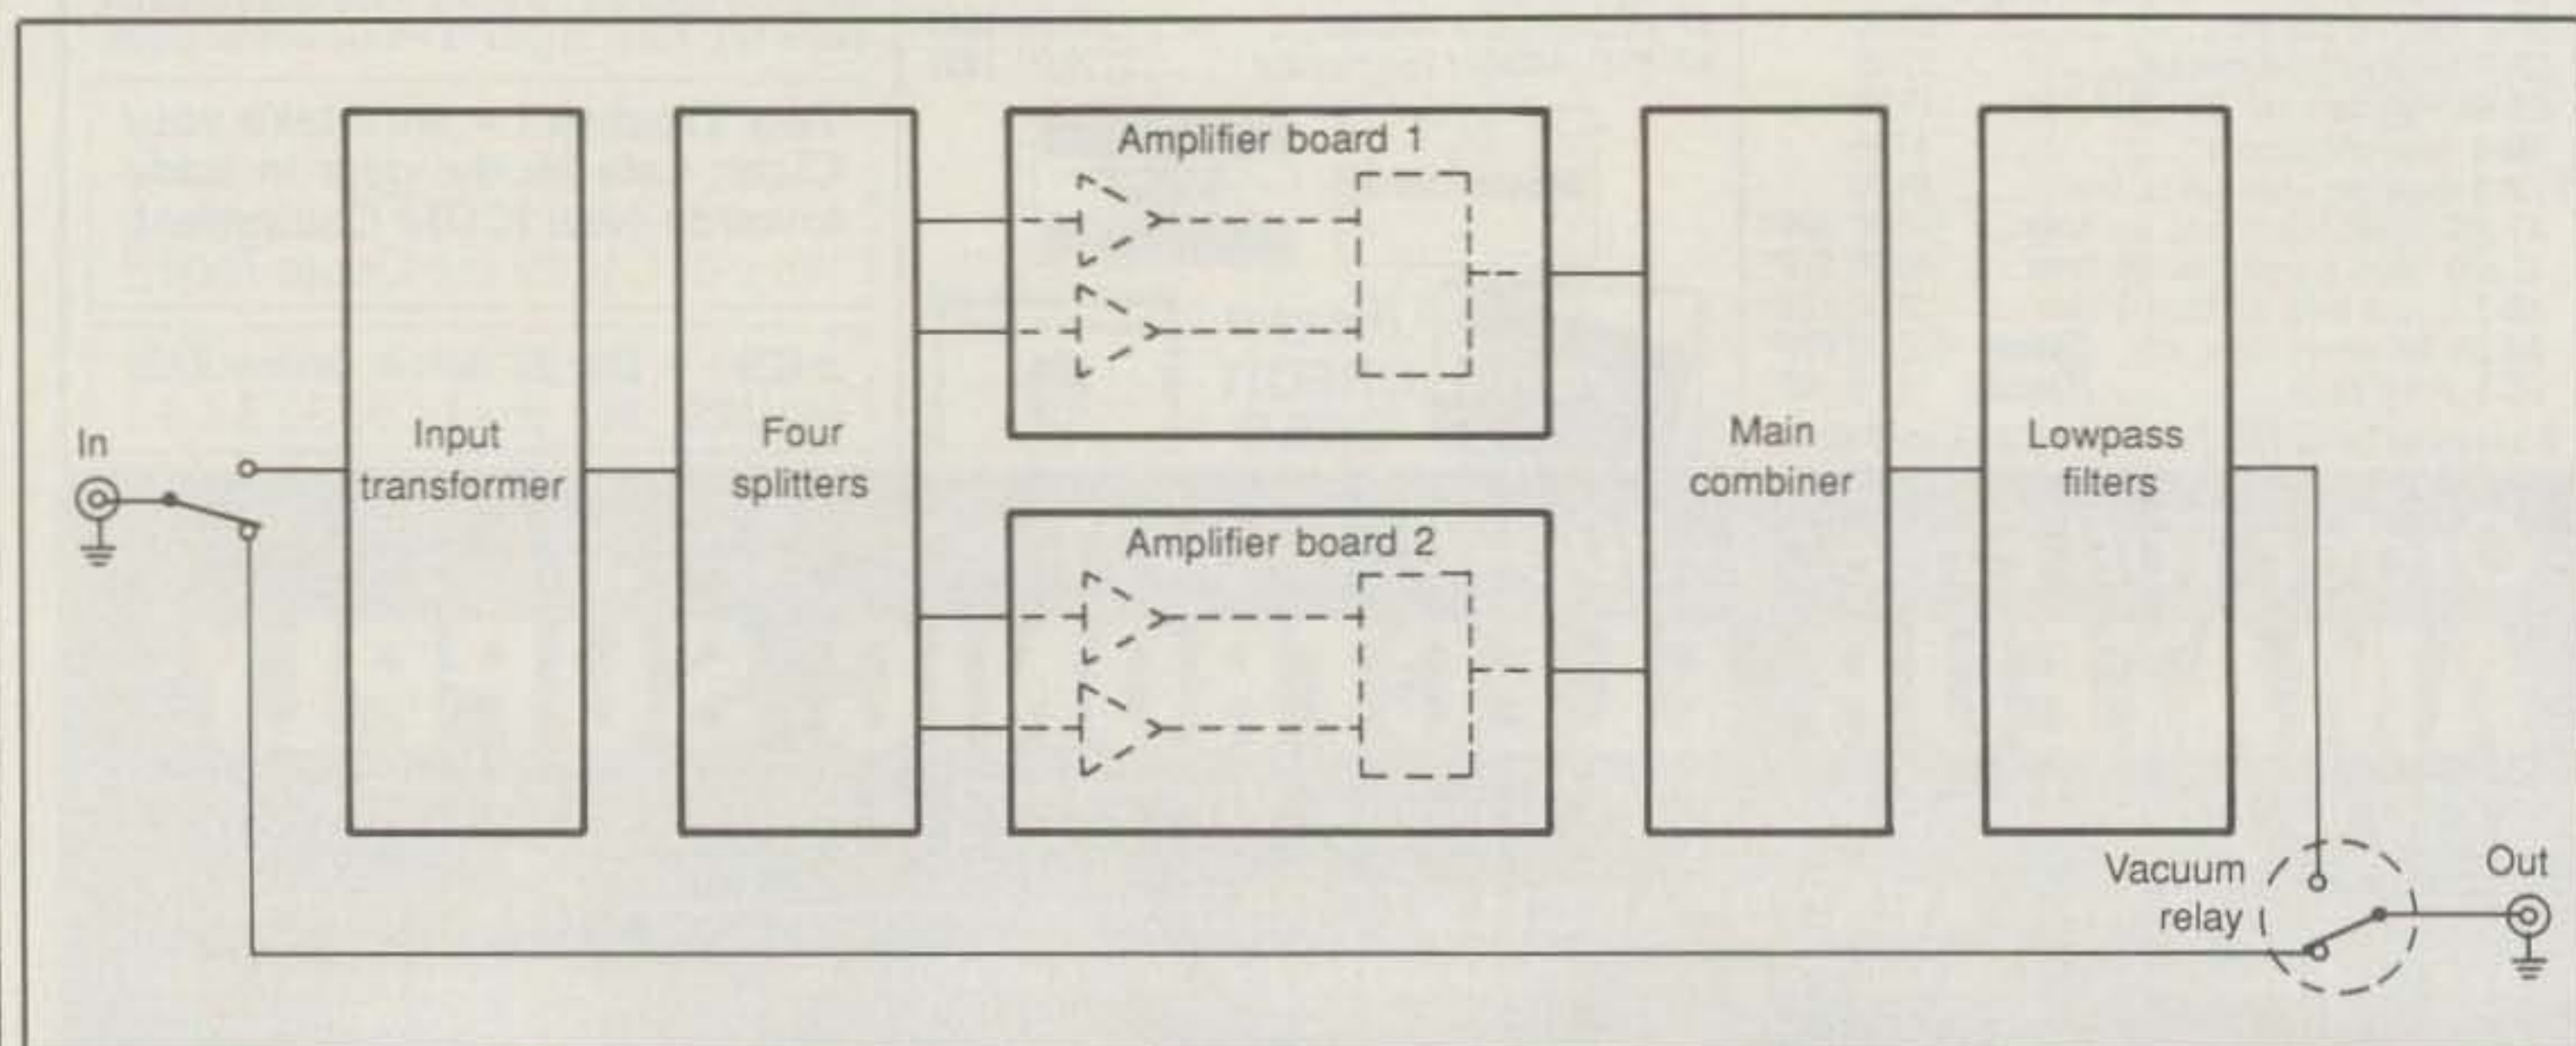 In
Input
transformer
Four
splitters
Amplifier board 1
Amplifier board 2
Main
combiner
Lowpass
filters
Vacuum
relay
Out